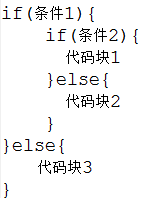 if(条件1){
    if(条件2){
      代码块1
    }else{
      代码块2
    }
}else{
   代码块3
}